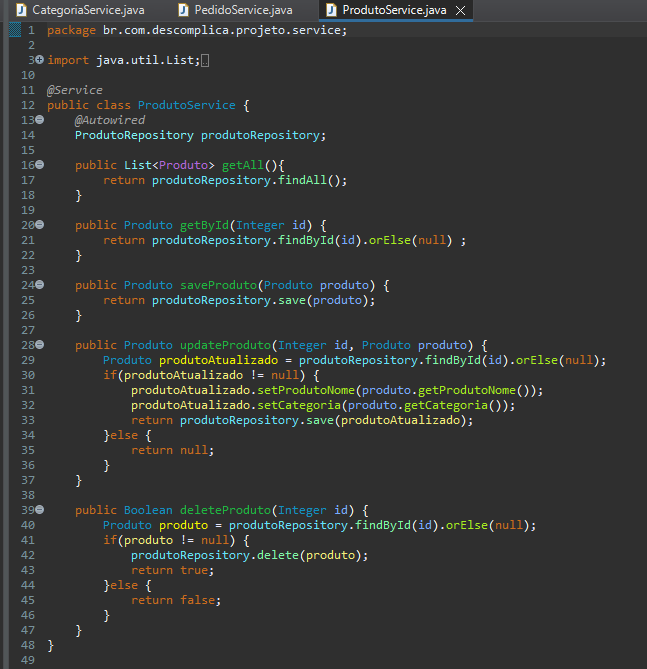 CategoriaService.java PedidoService.java ProdutoService.java
1 package br.com.descomplica.projeto.service;
2
3 import java.util.List;
10
11 @Service
12 public class ProdutoService {
13 @Autowired
14 ProdutoRepository produtoRepository;
15
16 public List<Produto> getAll(){
17 return produtoRepository.findAll();
18 }
19
20 public Produto getById(Integer id) {
21 return produtoRepository.findById(id).orElse(null) ;
22 }
23
24 public Produto saveProduto(Produto produto) {
25 return produtoRepository.save(produto);
26 }
27
28 public Produto updateProduto(Integer id, Produto produto) {
29 Produto produtoAtualizado = produtoRepository.findById(id).orElse(null);
30 if(produtoAtualizado != null) {
31 produtoAtualizado.setProdutoNome(produto.getProdutoNome());
32 produtoAtualizado.setCategoria(produto.getCategoria());
33 return produtoRepository.save(produtoAtualizado);
34 }else {
35 return null;
36 }
37 }
38
39 public Boolean deleteProduto(Integer id) {
40 Produto produto = produtoRepository.findById(id).orElse(null);
41 if(produto != null) {
42 produtoRepository.delete(produto);
43 return true;
44 }else {
45 return false;
46 }
47 }
48 }
49